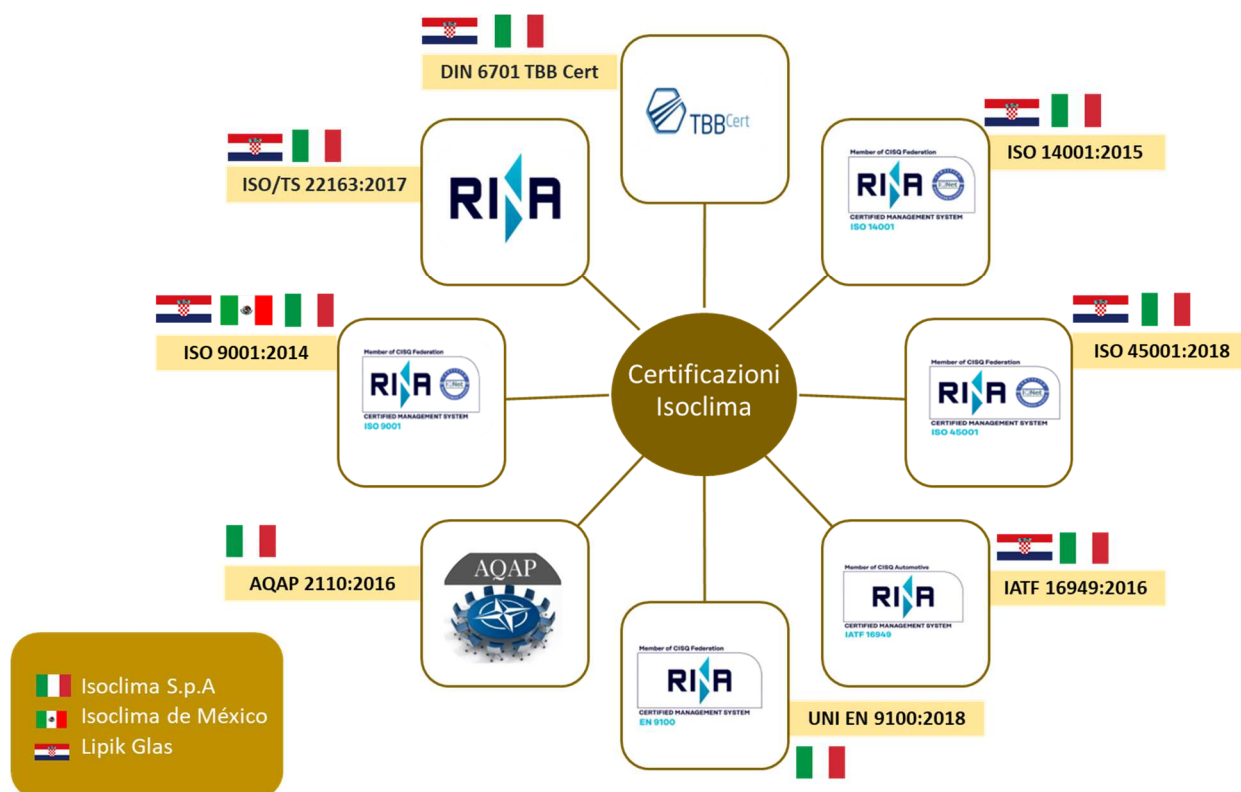 DIN 6701 TBB Cert
TBBCert
Member of CISQ Federation
RINA
CERTIFIED MANAGEMENT SYSTEM
ISO 14001
ISO 14001:2015
ISO/TS 22163:2017
RINA
ISO 9001:2014
Member of CISQ Federation
RINA
CERTIFIED MANAGEMENT SYSTEM
ISO 9001
Certificazioni
Isoclima
Member of CISQ Federation
RINA
CERTIFIED MANAGEMENT SYSTEM
ISO 45001
ISO 45001:2018
AQAP 2110:2016
AQAP
Member of CISQ Automotive
RINA
CERTIFIED MANAGEMENT SYSTEM
IATF 16949
IATF 16949:2016
Member of CISQ Federation
RINA
CERTIFIED MANAGEMENT SYSTEM
EN 9100
UNI EN 9100:2018
Isoclima S.p.A
Isoclima de México
Lipik Glas